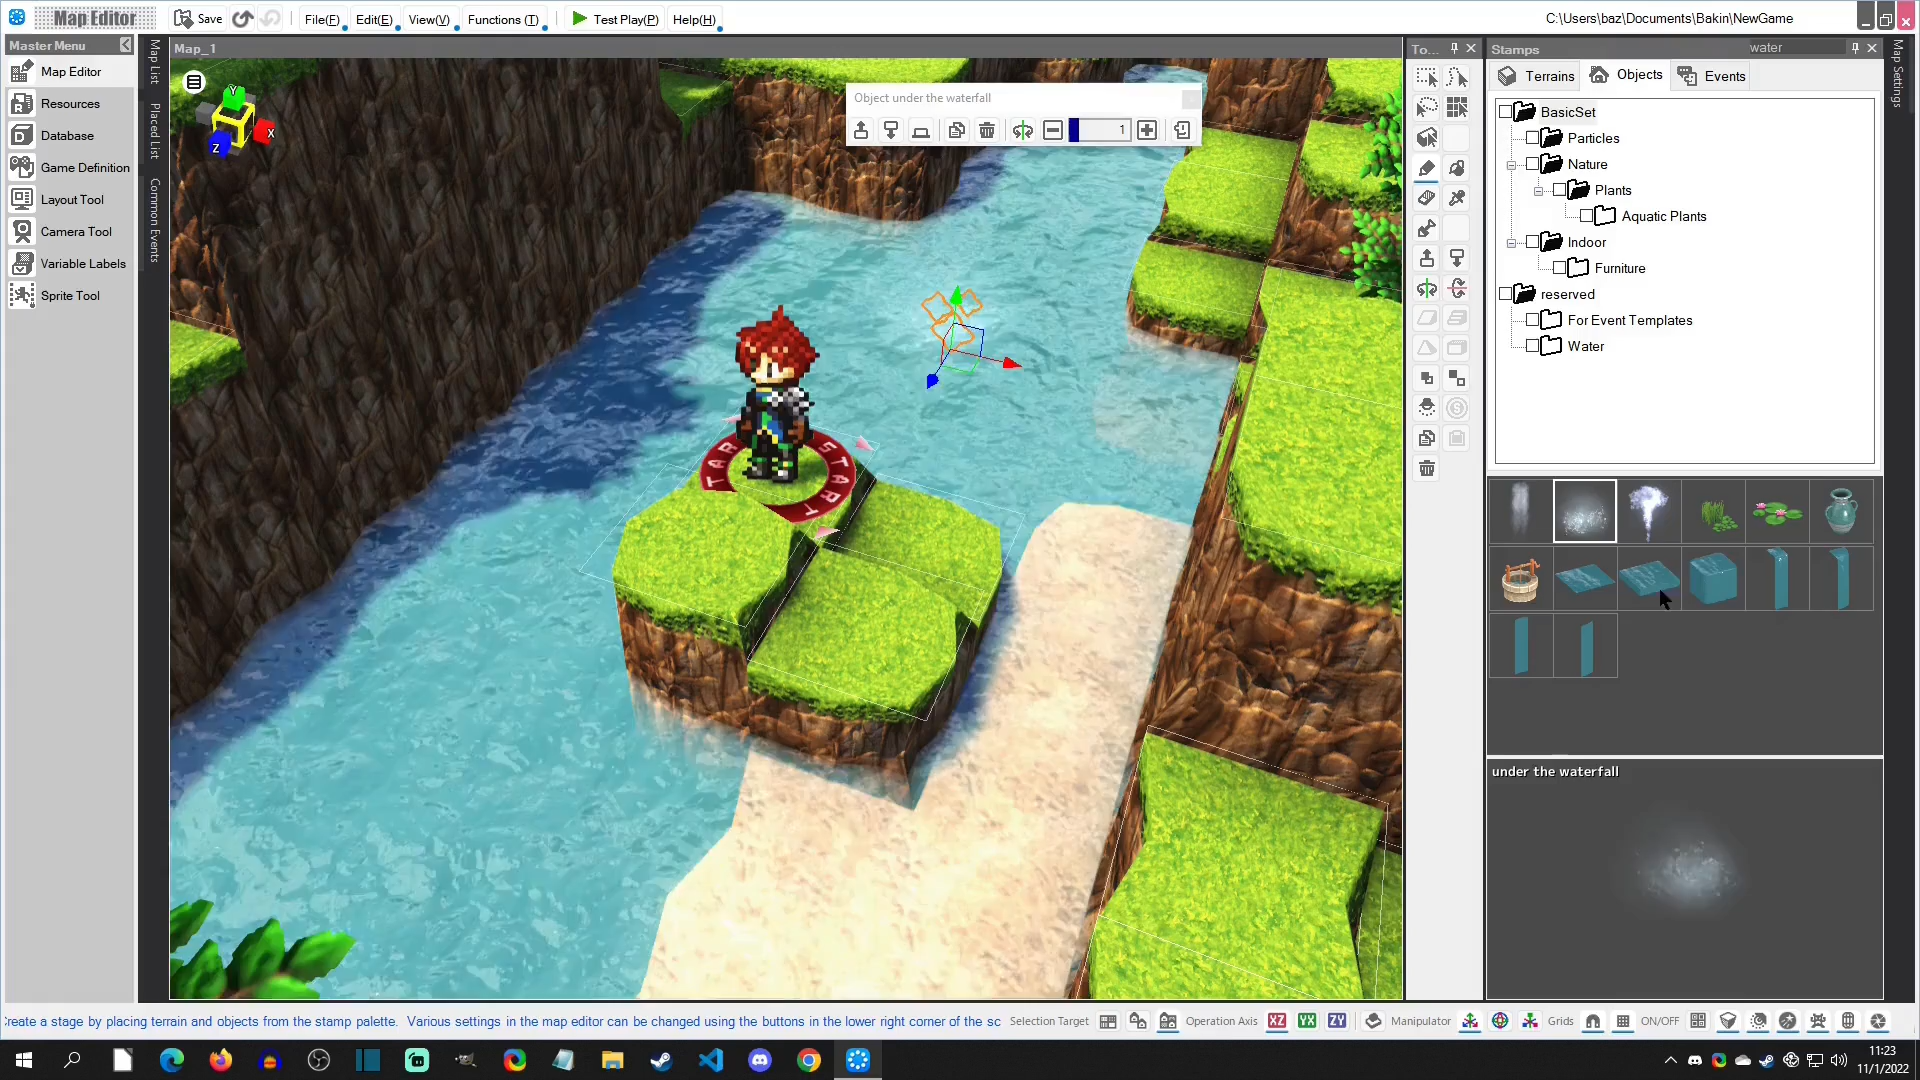 Map Editor
Save
File(F)
Edit(E)
View(V)
Functions (T)
Test Play(P)
Help(H)
C:\Users\baz\Documents\Bakin\NewGame
Master Menu
Map Editor
Resources
Database
Game Definition
Layout Tool
Camera Tool
Variable Labels
Sprite Tool
Map List
Placed List
Common Events
Map_1
Y
X
Z
Object under the waterfall
1
START
To...
Stamps
water
Terrains
Objects
Events
BasicSet
Particles
Nature
Plants
Aquatic Plants
Indoor
Furniture
reserved
For Event Templates
Water
under the waterfall
Map Settings
reate a stage by placing terrain and objects from the stamp palette. Various settings in the map editor can be changed using the buttons in the lower right corner of the sc
Selection Target
Operation Axis
XZ
YX
ZY
Manipulator
Grids
ON/OFF
11:23
11/1/2022